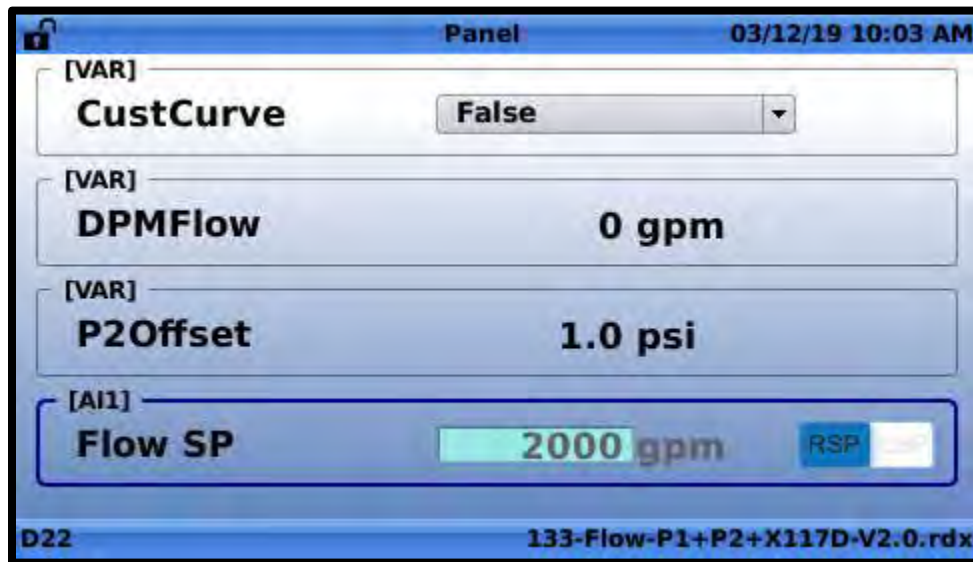 Panel 03/12/19 10:03 AM
[VAR]
CustCurve False
[VAR]
DPMFlow 0 gpm
[VAR]
P2Offset 1.0 psi
[AI1]
Flow SP 2000 gpm RSP
D22 133-Flow-P1+P2+X117D-V2.0.rdx